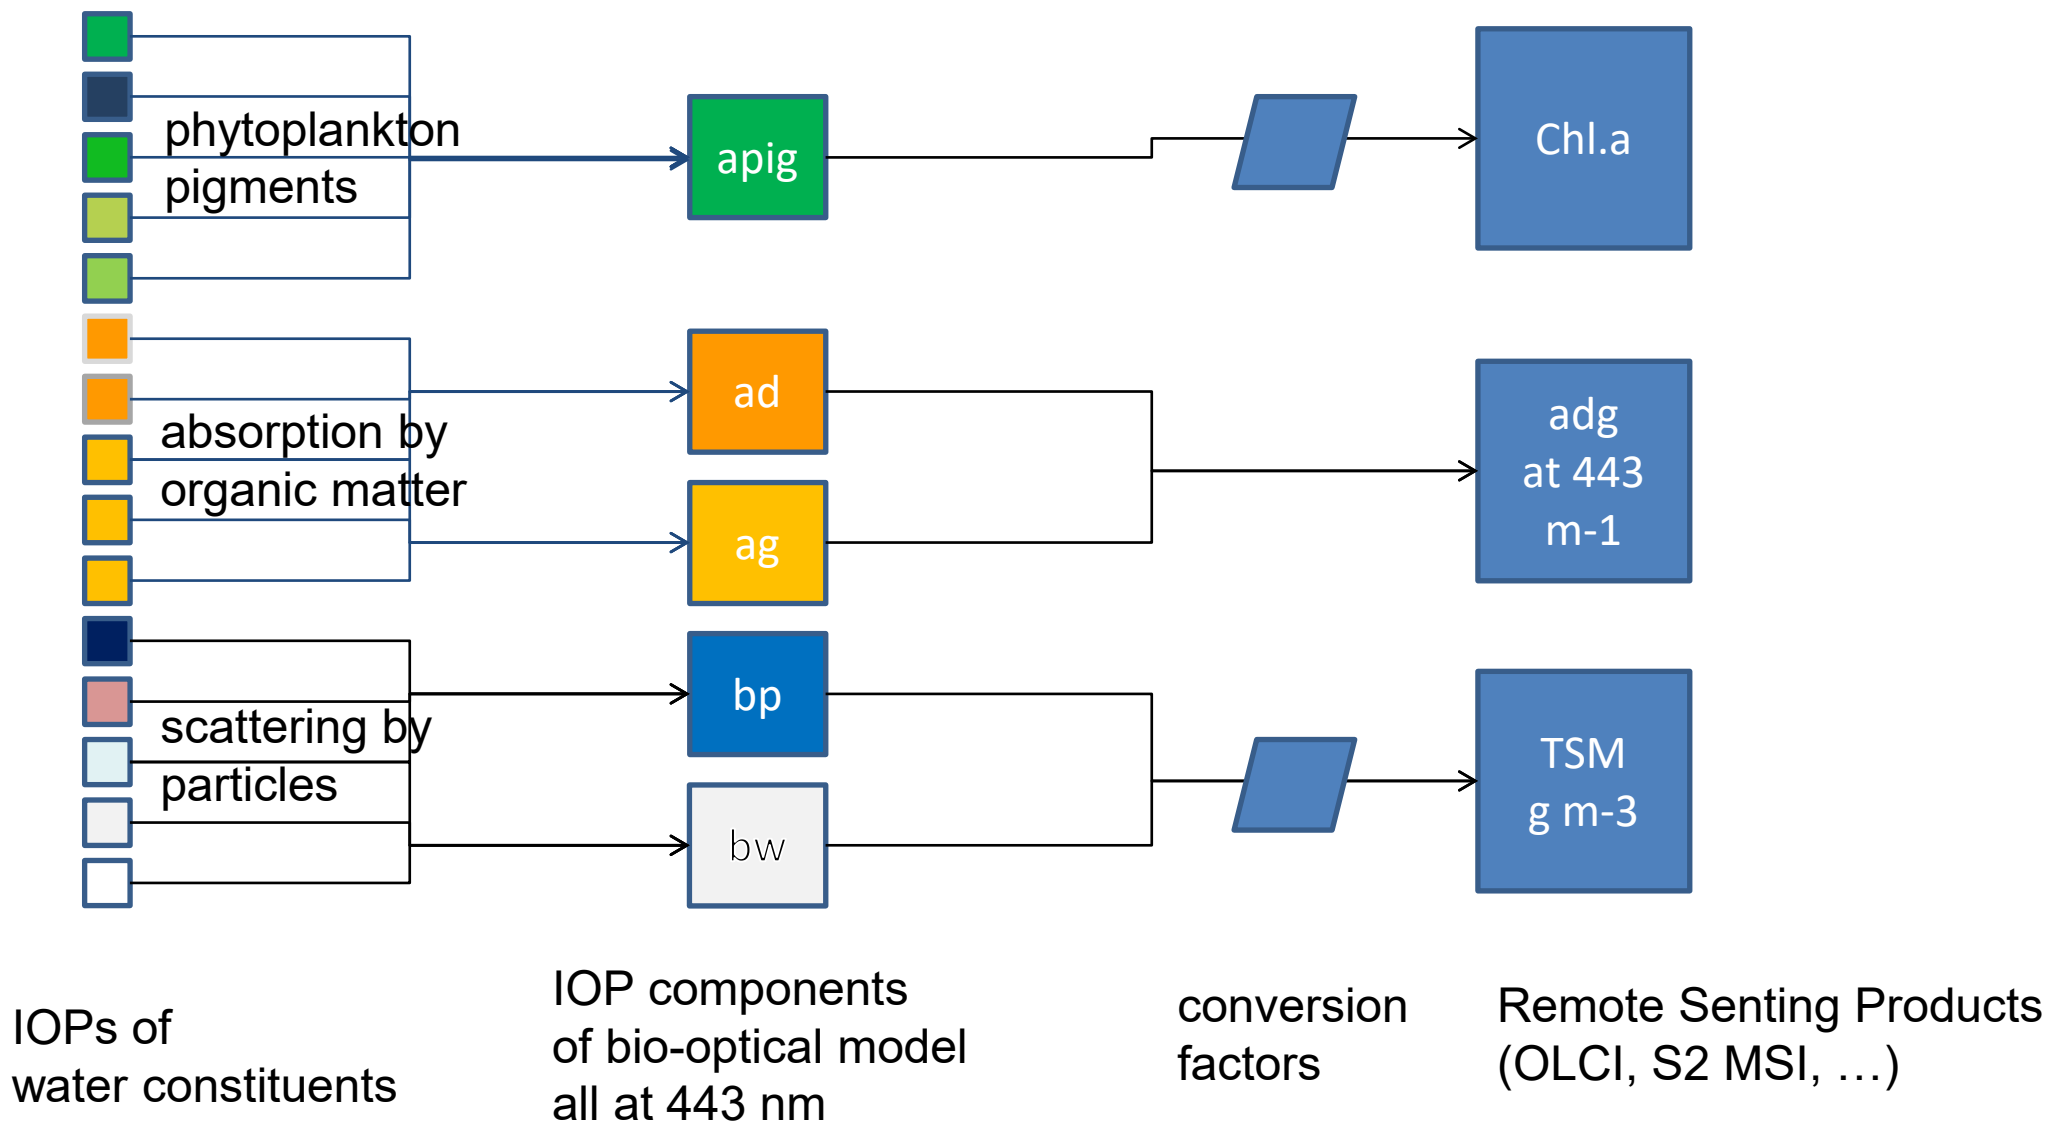 phytoplankton
pigments
apig
Chl.a
absorption by
organic matter
ad
ag
adg
at 443
m-1
scattering by
particles
bp
bw
TSM
g m-3
IOPs of
water constituents
IOP components
of bio-optical model
all at 443 nm
conversion
factors
Remote Senting Products
(OLCI, S2 MSI, …)